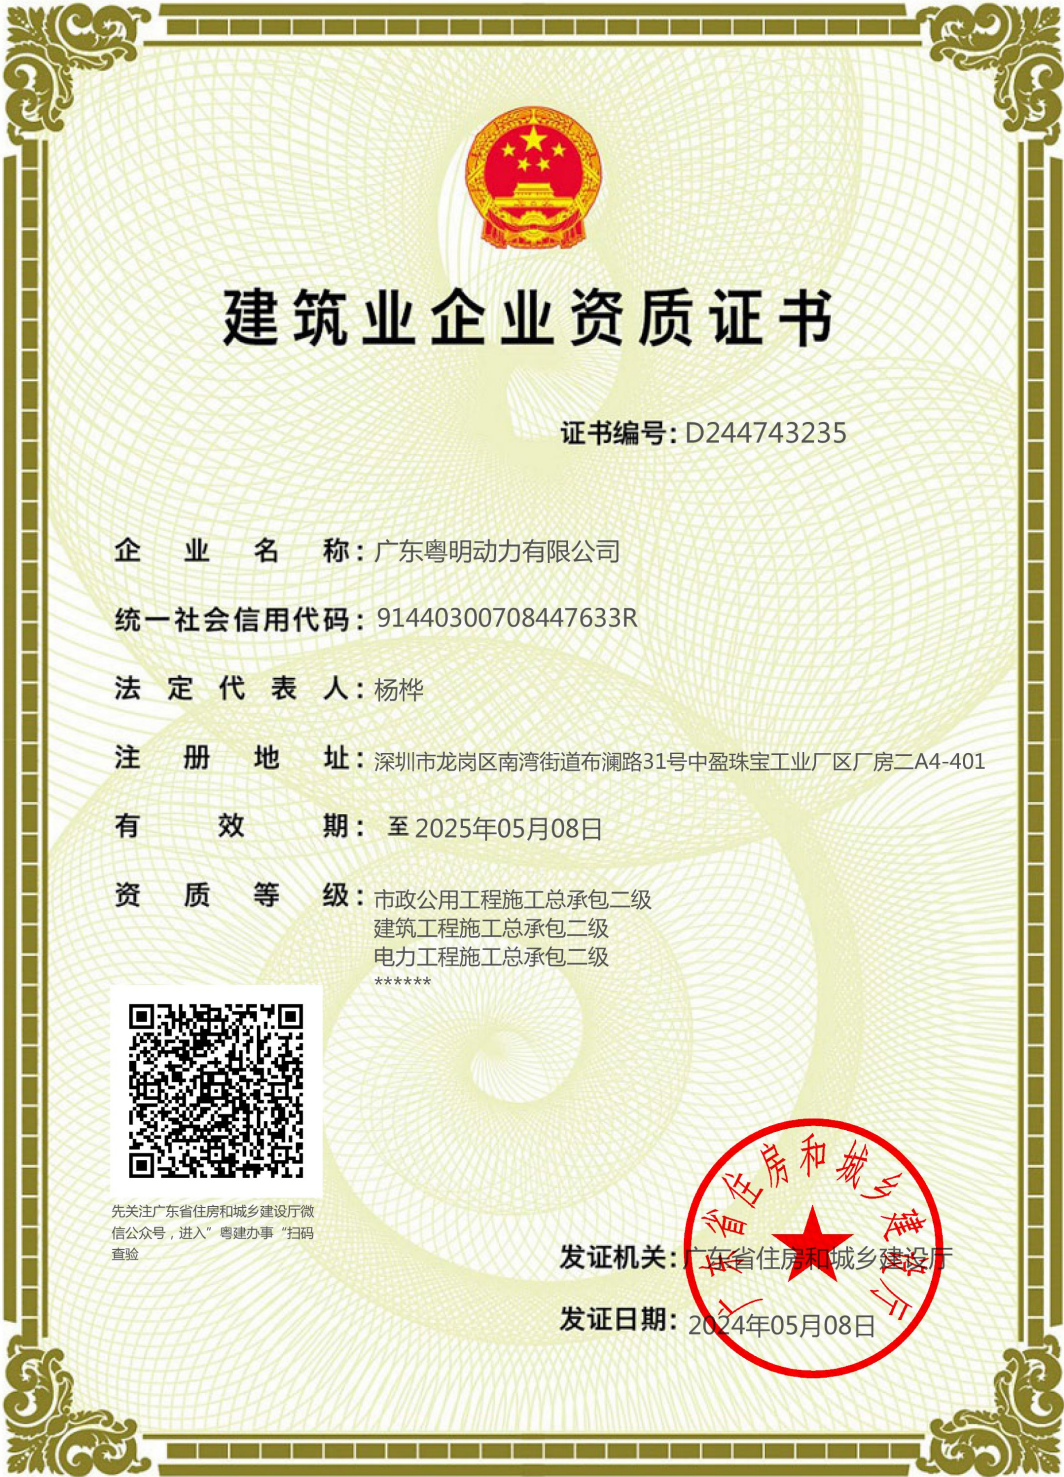 建筑业企业资质证书
证书编号：D244743235
企业名称：广东粤明动力有限公司
统一社会信用代码：91440300708447633R
法定代表人：杨桦
注册地址：深圳市龙岗区南湾街道布澜路31号中盈珠宝工业厂区厂房二A4-401
有效期：至2025年05月08日
资质等级：市政公用工程施工总承包二级
建筑工程施工总承包二级
电力工程施工总承包二级
******
先关注广东省住房和城乡建设厅微
信公众号，进入”粤建办事“扫码
查验
广东省住房和城乡建设厅
发证机关：广东省住房和城乡建设厅
发证日期：2024年05月08日